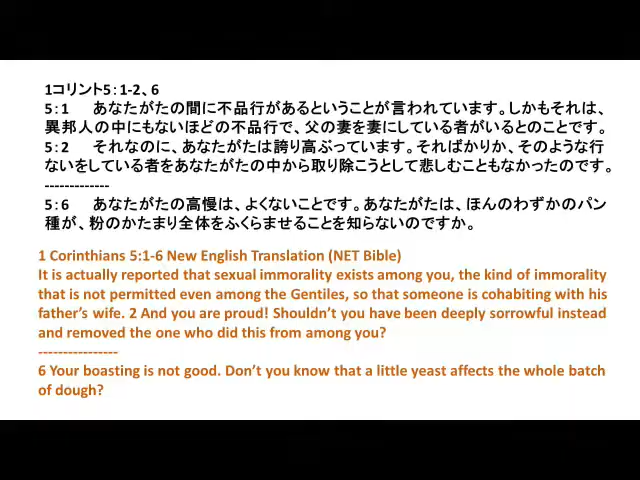 1コリント5：1-2、6
5：1　あなたがたの間に不品行があるということが言われています。しかもそれは、
異邦人の中にもないほどの不品行で、父の妻を妻にしている者がいるとのことです。
5：2　それなのに、あなたがたは誇り高ぶっています。そればかりか、そのような行
ないをしている者をあなたがたの中から取り除こうとして悲しむこともなかったのです。
-------------
5：6　あなたがたの高慢は、よくないことです。あなたがたは、ほんのわずかのパン
種が、粉のかたまり全体をふくらませることを知らないのですか。
1 Corinthians 5:1-6 New English Translation (NET Bible)
It is actually reported that sexual immorality exists among you, the kind of immorality
that is not permitted even among the Gentiles, so that someone is cohabiting with his
father’s wife. 2 And you are proud! Shouldn’t you have been deeply sorrowful instead
and removed the one who did this from among you?
----------------
6 Your boasting is not good. Don’t you know that a little yeast affects the whole batch
of dough?